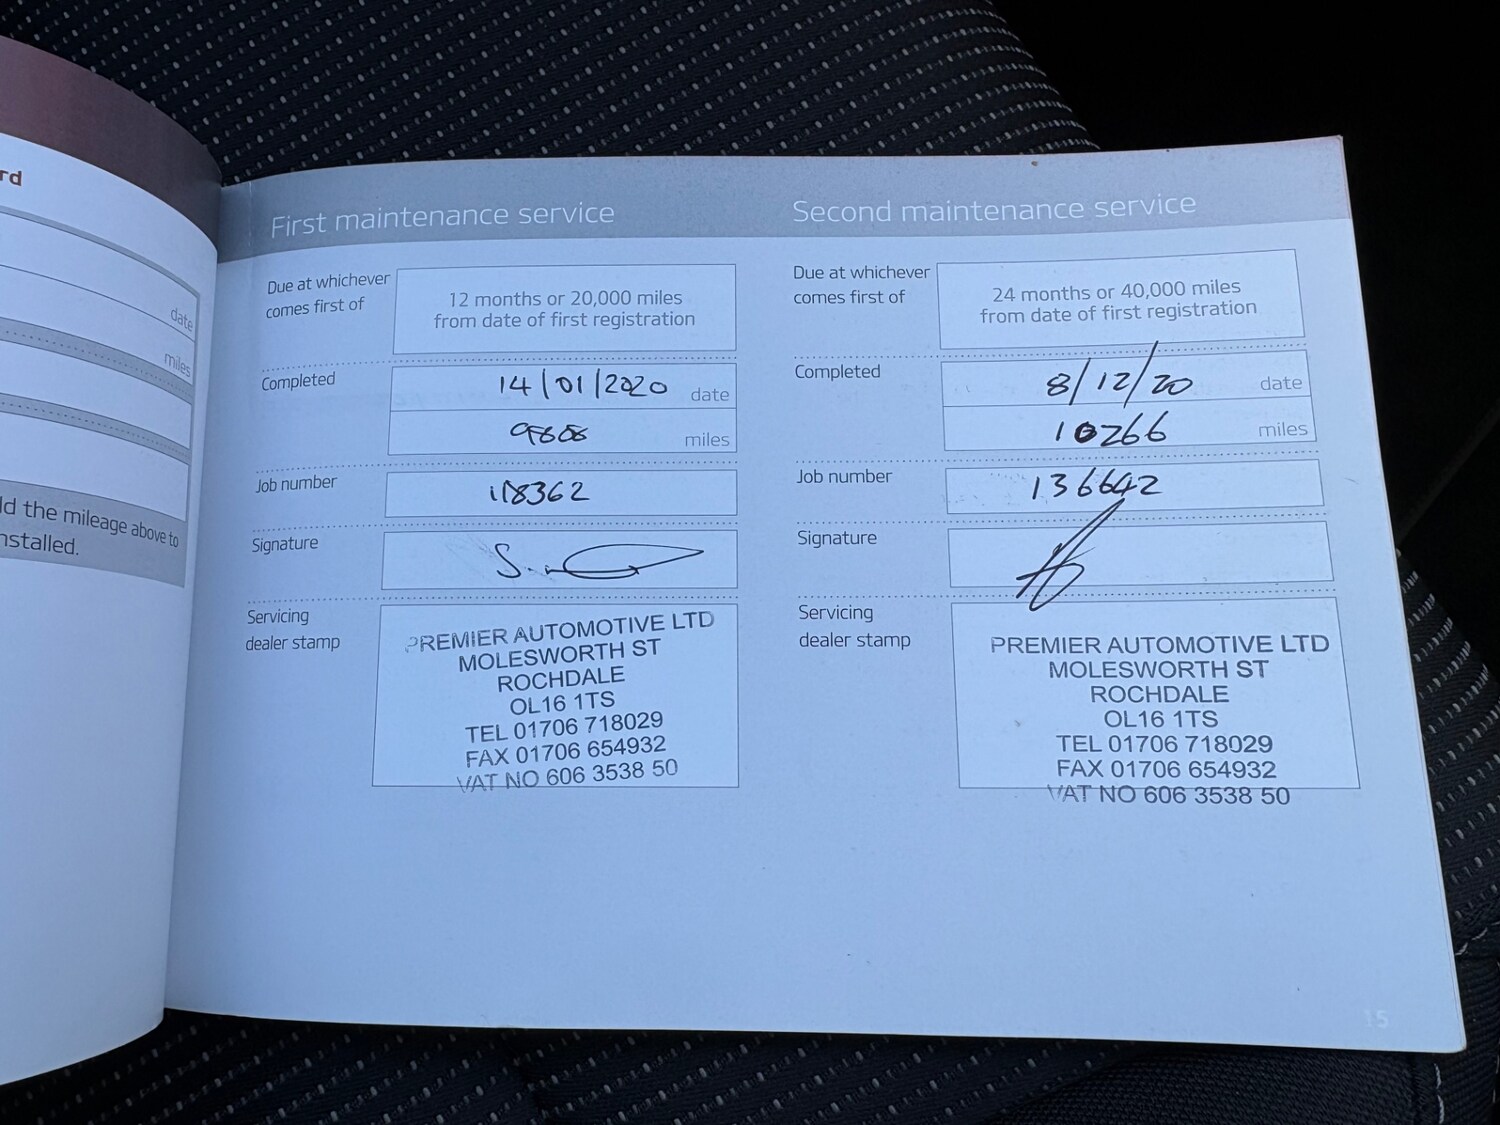 rd
date
miles
ld the mileage above to
nstalled.
First maintenance service
Due at whichever
comes first of
12 months or 20,000 miles
from date of first registration
Completed
14/01/2020 date
miles
Job number
118362
Signature
Servicing
dealer stamp
PREMIER AUTOMOTIVE LTD
MOLESWORTH ST
ROCHDALE
OL16 1TS
TEL 01706 718029
FAX 01706 654932
VAT NO 606 3538 50
Second maintenance service
Due at whichever
comes first of
24 months or 40,000 miles
from date of first registration
Completed
8/12/20 date
10266 miles
Job number
136642
Signature
Servicing
dealer stamp
PREMIER AUTOMOTIVE LTD
MOLESWORTH ST
ROCHDALE
OL16 1TS
TEL 01706 718029
FAX 01706 654932
VAT NO 606 3538 50
15